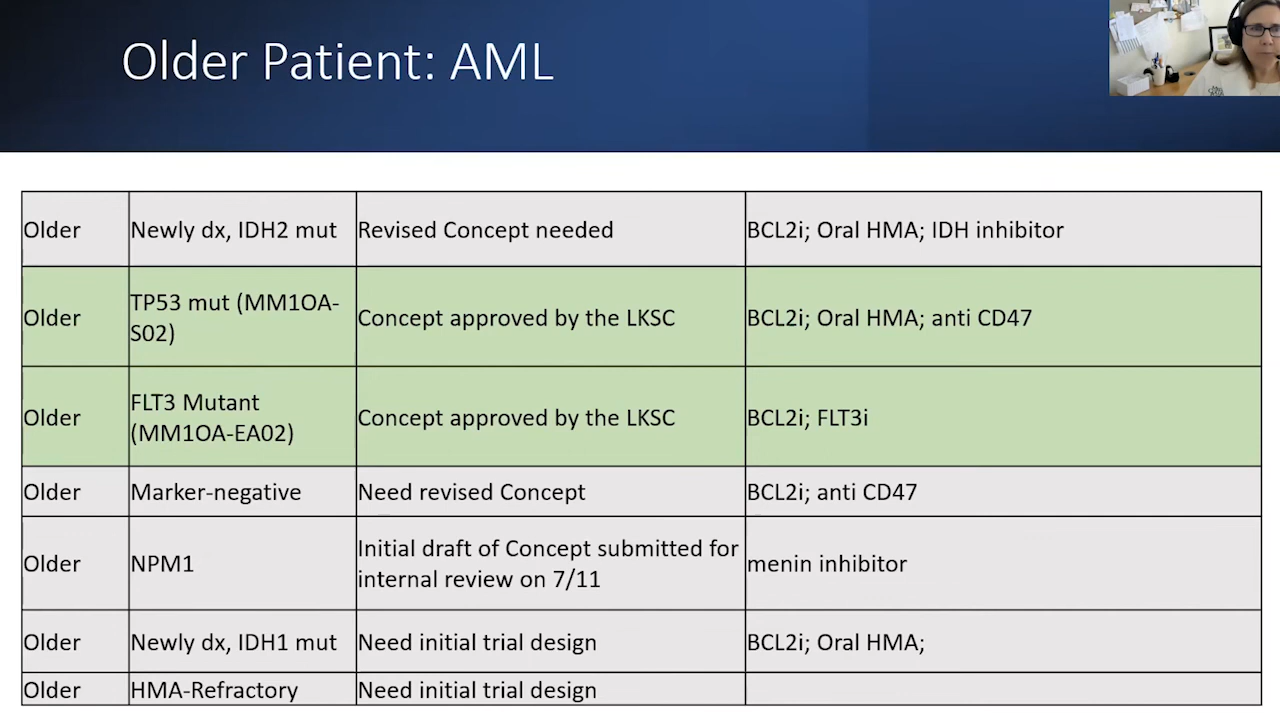 Older Patient: AML
Older Newly dx, IDH2 mut Revised Concept needed BCL2i; Oral HMA; IDH inhibitor
Older TP53 mut (MM1OA-
S02) Concept approved by the LKSC BCL2i; Oral HMA; anti CD47
Older FLT3 Mutant
(MM1OA-EA02) Concept approved by the LKSC BCL2i; FLT3i
Older Marker-negative Need revised Concept BCL2i; anti CD47
Older NPM1 Initial draft of Concept submitted for
internal review on 7/11 menin inhibitor
Older Newly dx, IDH1 mut Need initial trial design BCL2i; Oral HMA;
Older HMA-Refractory Need initial trial design